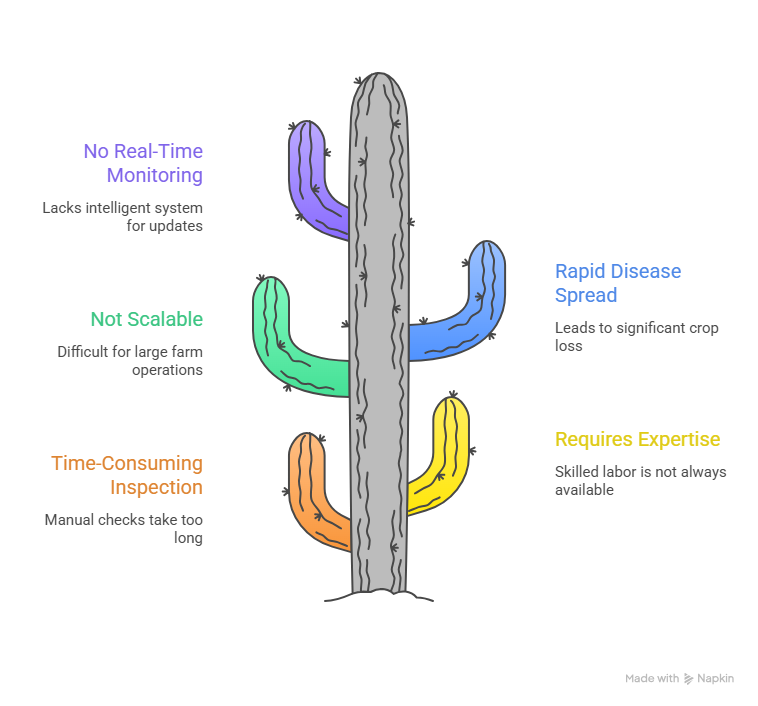 No Real-Time
Monitoring
Lacks intelligent system
for updates
Rapid Disease
Spread
Leads to significant crop
loss
Not Scalable
Difficult for large farm
operations
Requires Expertise
Skilled labor is not always
available
Time-Consuming
Inspection
Manual checks take too
long
Made with Napkin